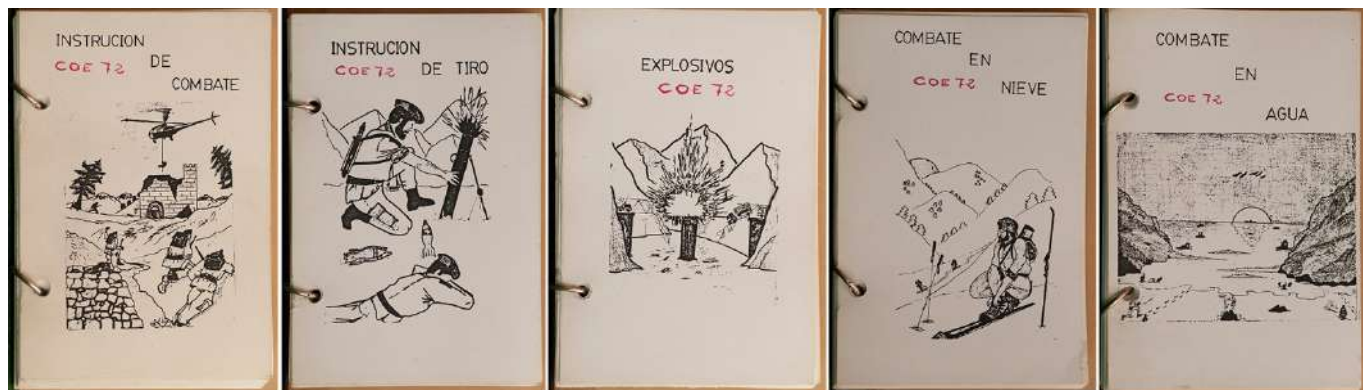 INSTRUCION
DE
COE 72
COMBATE
INSTRUCION
COE 72 DE TIRO
EXPLOSIVOS
COE 72
COMBATE
EN
COE 72 NIEVE
COMBATE
EN
COE 72
AGUA